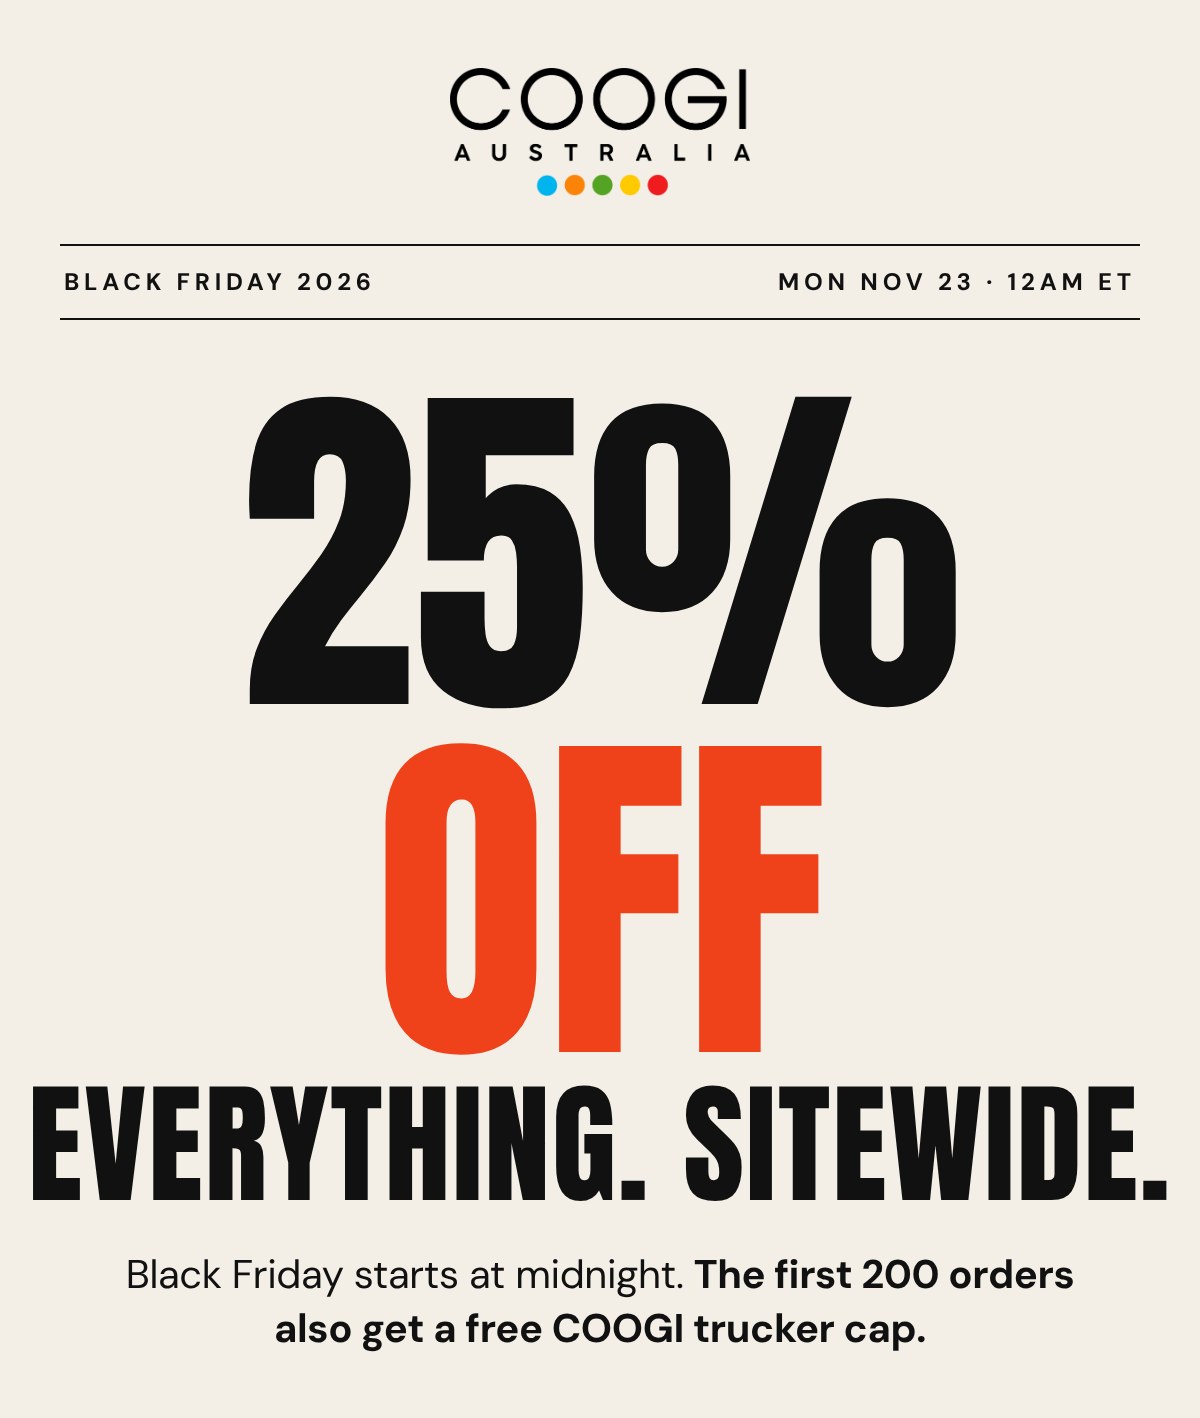 COOGI
AUSTRALIA
BLACK FRIDAY 2026
MON NOV 23 · 12AM ET
25%
OFF
EVERYTHING. SITEWIDE.
Black Friday starts at midnight. The first 200 orders
also get a free COOGI trucker cap.